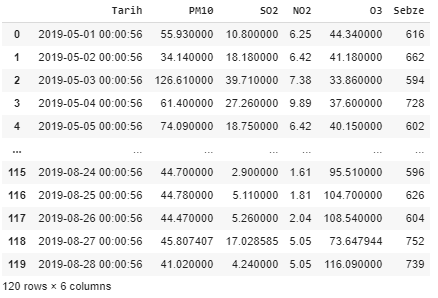 Tarih PM10 SO2 NO2 O3 Sebze
0 2019-05-01 00:00:56 55.930000 10.800000 6.25 44.340000 616
1 2019-05-02 00:00:56 34.140000 18.180000 6.42 41.180000 662
2 2019-05-03 00:00:56 126.610000 39.710000 7.38 33.860000 594
3 2019-05-04 00:00:56 61.400000 27.260000 9.89 37.600000 728
4 2019-05-05 00:00:56 74.090000 18.750000 6.42 40.150000 602
... ... ... ... ... ... ...
115 2019-08-24 00:00:56 44.700000 2.900000 1.61 95.510000 596
116 2019-08-25 00:00:56 44.780000 5.110000 1.81 104.700000 626
117 2019-08-26 00:00:56 44.470000 5.260000 2.04 108.540000 604
118 2019-08-27 00:00:56 45.807407 17.028585 5.05 73.647944 752
119 2019-08-28 00:00:56 41.020000 4.240000 5.05 116.090000 739
120 rows × 6 columns